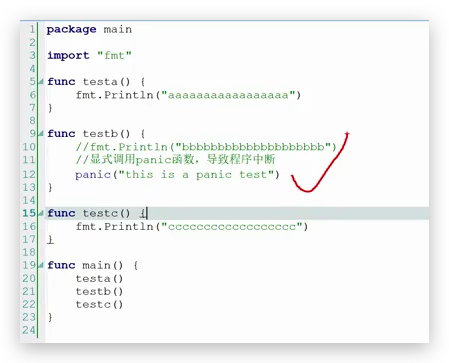 1 package main
2
3 import "fmt"
4
5 func testa() {
6     fmt.Println("aaaaaaaaaaaaaaaaa")
7 }
8
9 func testb() {
10     //fmt.Println("bbbbbbbbbbbbbbbbbbbb")
11     //显式调用panic函数，导致程序中断
12     panic("this is a panic test")
13 }
14
15 func testc() {
16     fmt.Println("cccccccccccccccccc")
17 }
18
19 func main() {
20     testa()
21     testb()
22     testc()
23 }
24